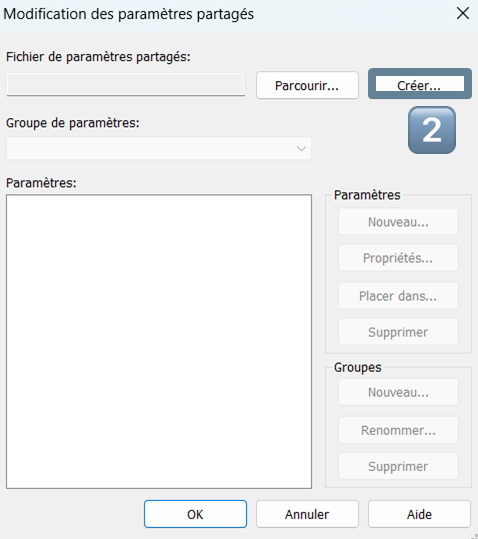 Modification des paramètres partagés
Fichier de paramètres partagés:
Parcourir...
Créer...
2
Groupe de paramètres:
Paramètres:
Paramètres
Nouveau...
Propriétés...
Placer dans...
Supprimer
Groupes
Nouveau...
Renommer...
Supprimer
OK
Annuler
Aide